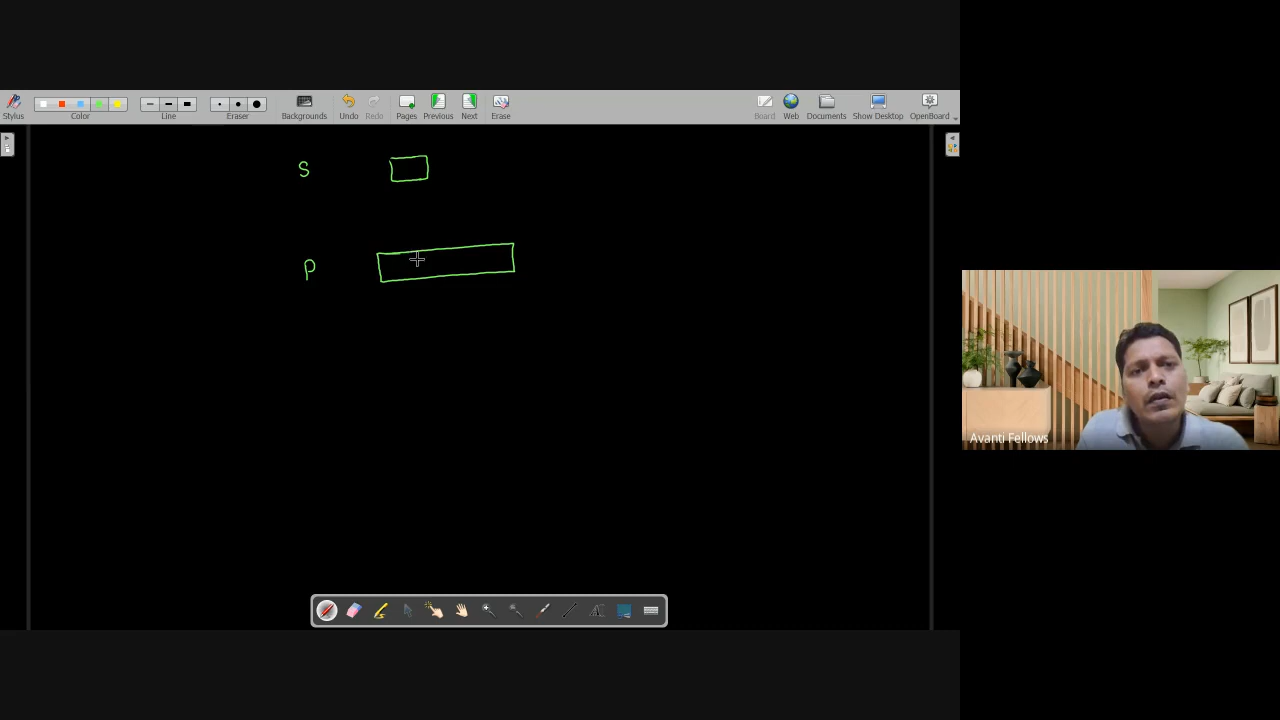 Stylus Color Line Eraser Backgrounds Undo Redo Pages Previous Next Erase Board Web Documents Show Desktop OpenBoard
S
P
Avanti Fellows